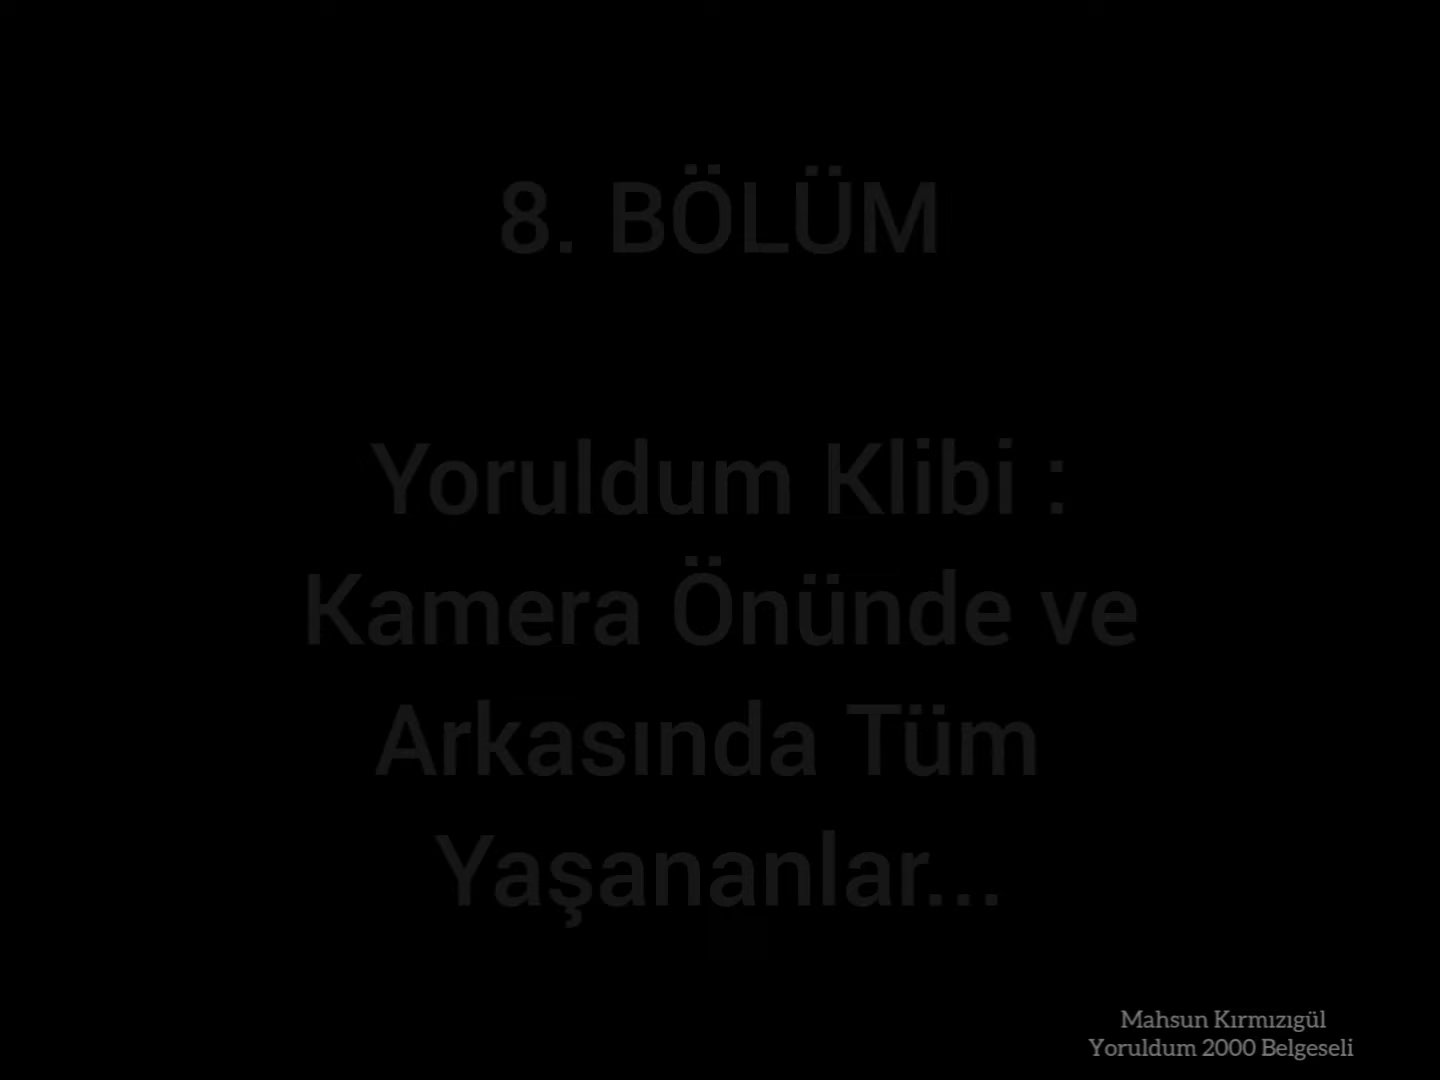 8. BÖLÜM
Yoruldum Klibi :
Kamera Önünde ve
Arkasında Tüm
Yaşananlar...
Mahsun Kırmızıgül
Yoruldum 2000 Belgeseli